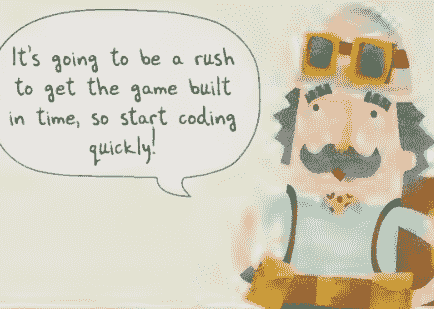 It's going to be a rush
to get the game built
in time, so start coding
quickly!